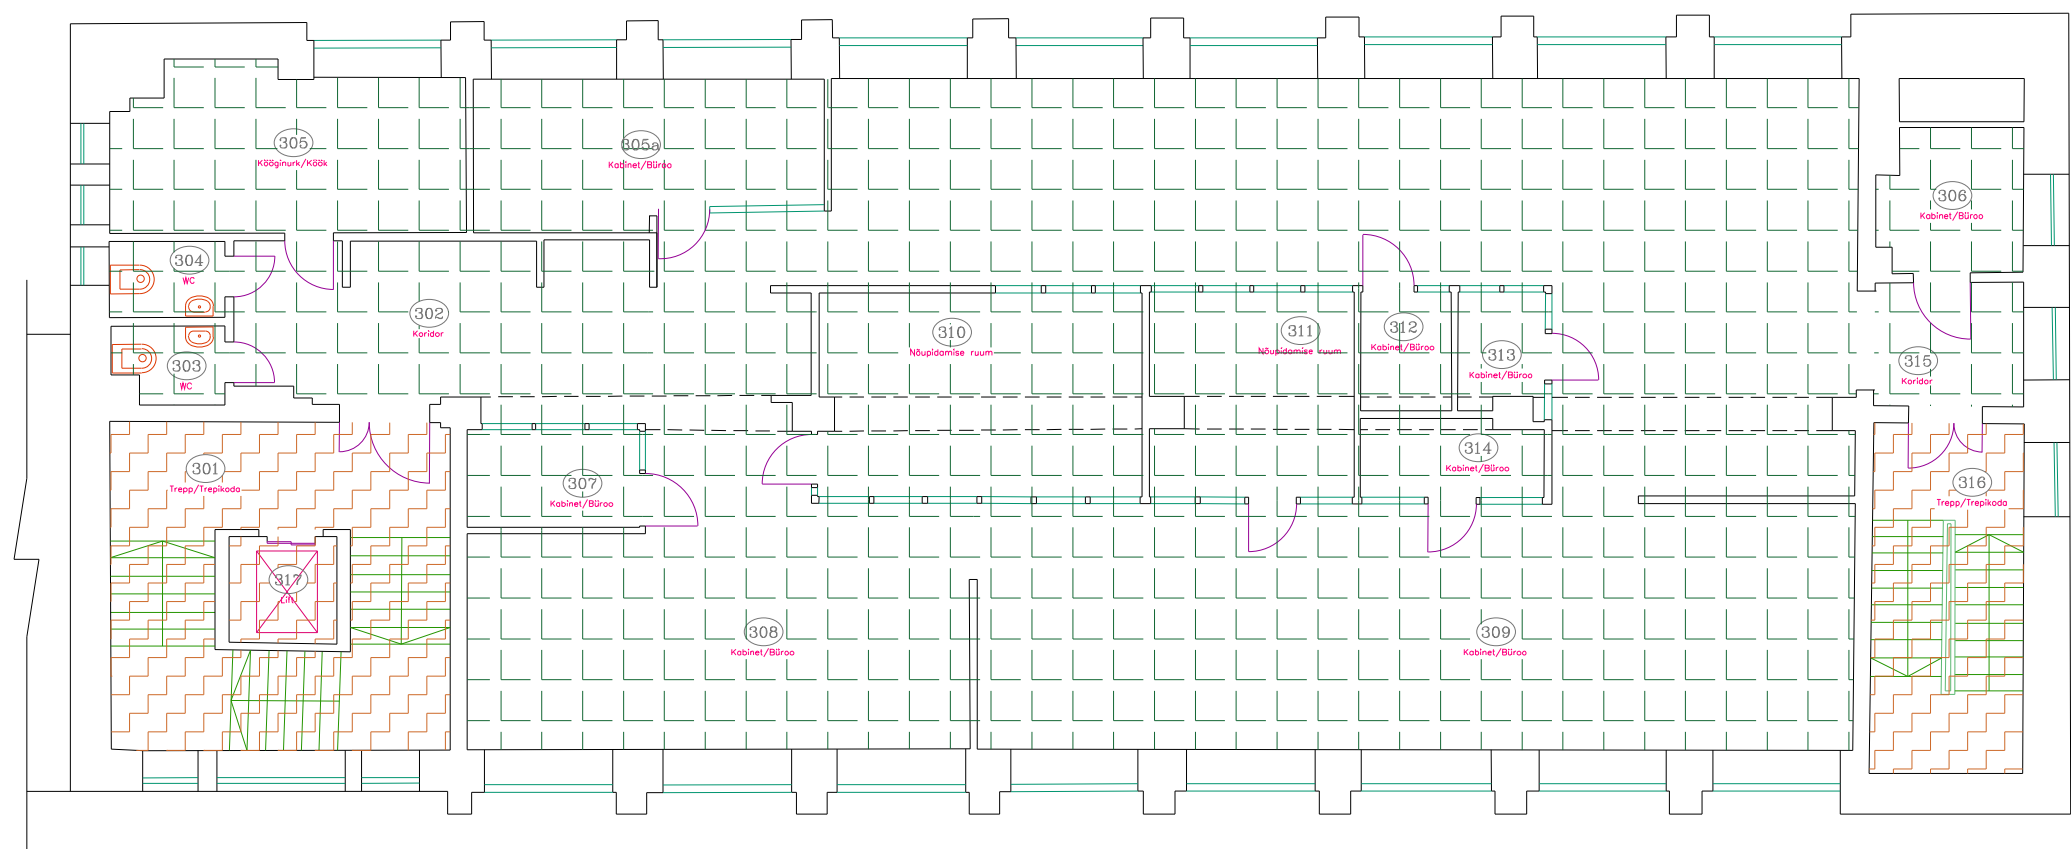 305
Kööginurk/Köök
305a
Kabinet/Büroo
306
Kabinet/Büroo
304
WC
302
Koridor
310
Nõupidamise ruum
311
Nõupidamise ruum
312
Kabinet/Büroo
313
Kabinet/Büroo
315
Koridor
303
WC
301
Trepp/Trepikoda
307
Kabinet/Büroo
314
Kabinet/Büroo
316
Trepp/Trepikoda
317
Lift
308
Kabinet/Büroo
309
Kabinet/Büroo